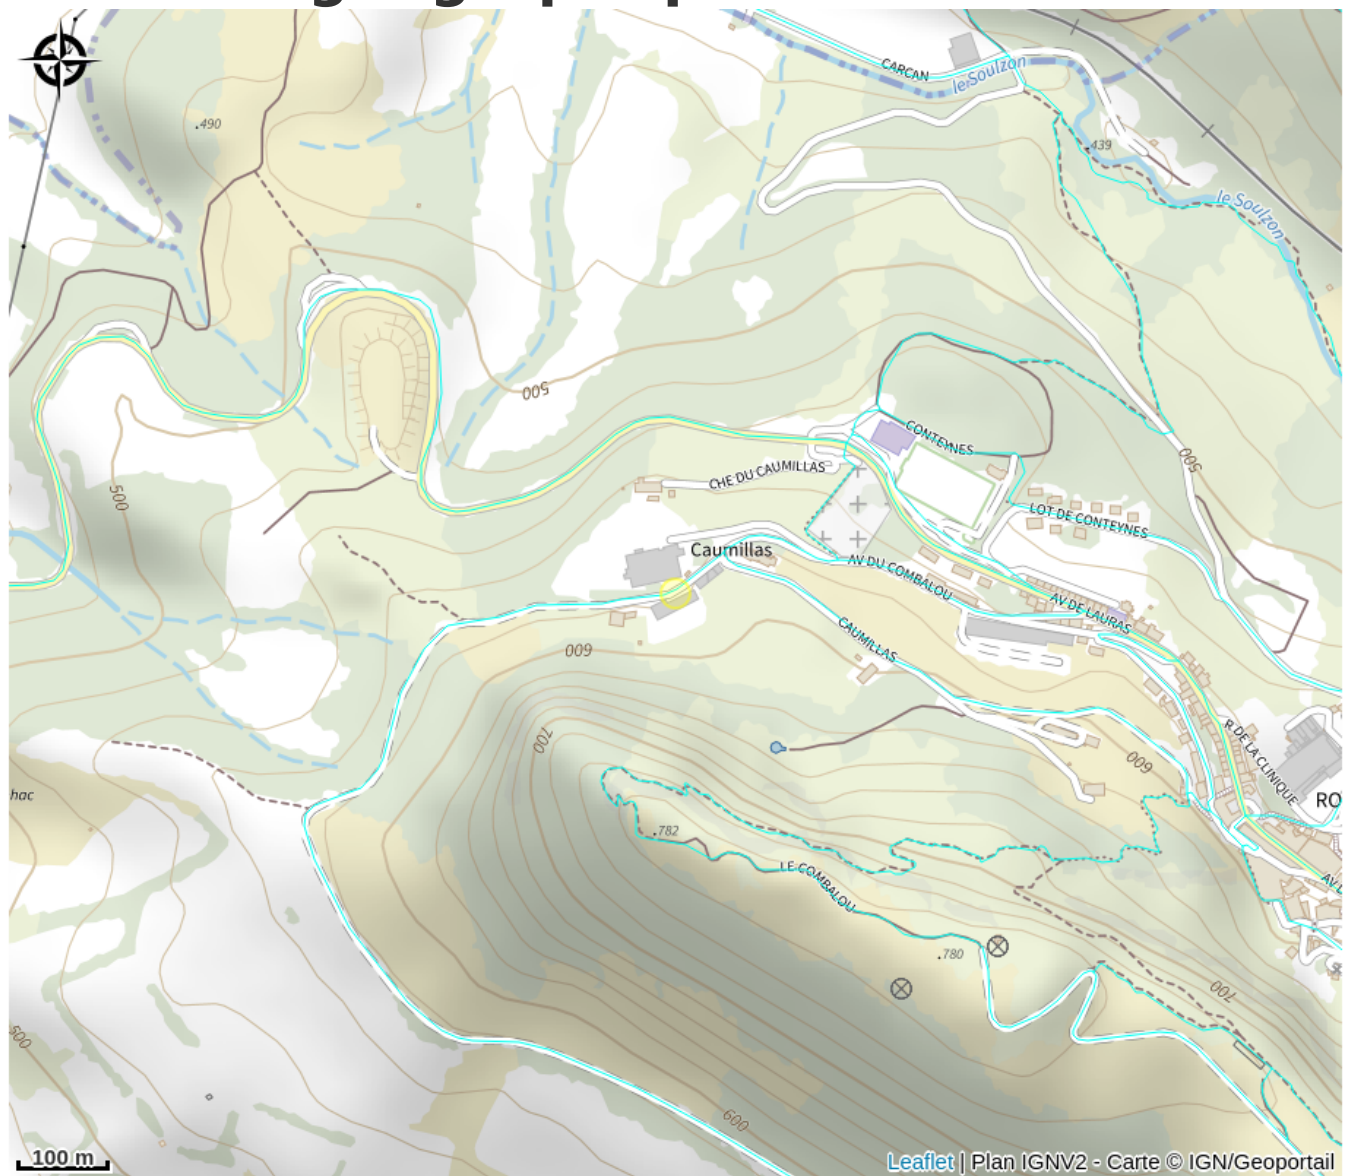 CARCAN
le Soulzon
.490
439
le Soulzon
500
CONTEYNES
500
CHE DU CAUMILLAS
500
LOT DE CONTEYNES
Caumillas
AV DU COMBALOU
AV DE LAURAS
CAUMILLAS
600
700
R DE LA CLINIQUE
600
hac
RO
.782
LE COMBALOU
AV
.780
700
500
600
100 m
Leaflet | Plan IGNV2 - Carte © IGN/Geoportail